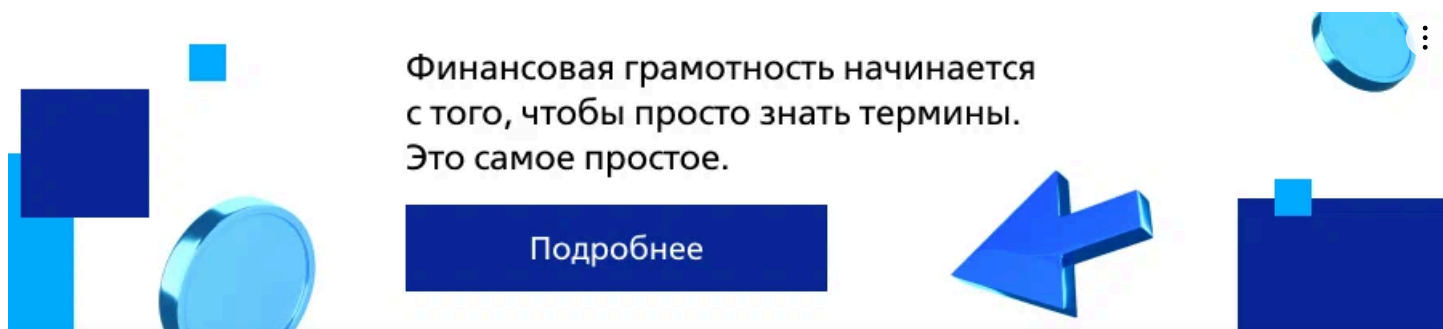 Финансовая грамотность начинается
с того, чтобы просто знать термины.
Это самое простое.
Подробнее